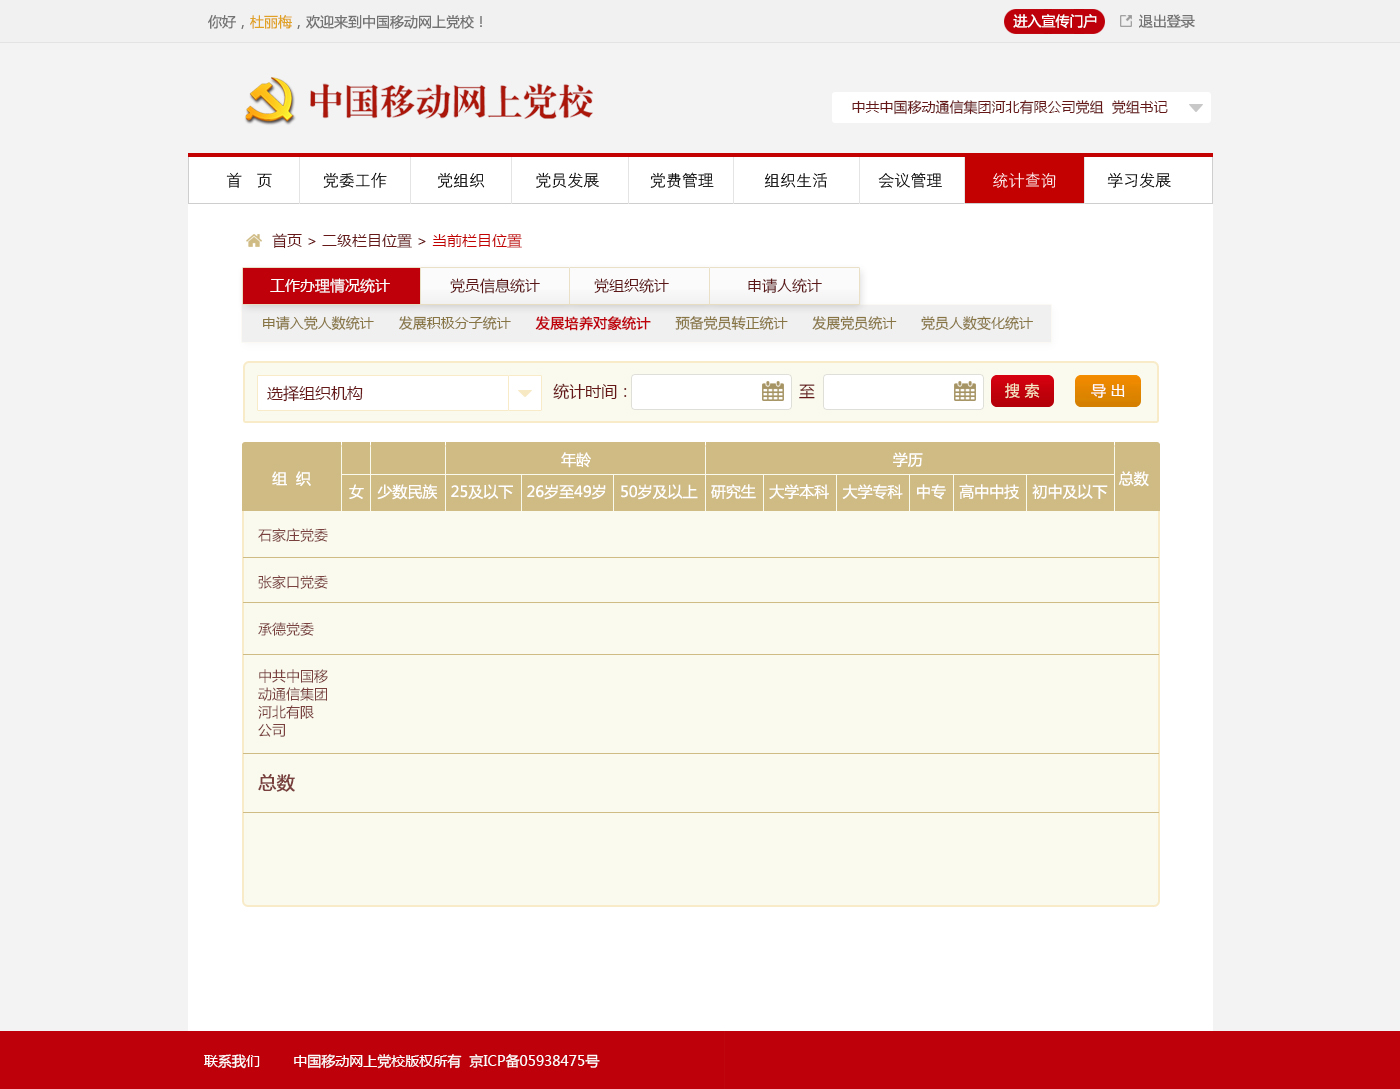 你好，杜丽梅，欢迎来到中国移动网上党校！
进入宣传门户 退出登录
中国移动网上党校
中共中国移动通信集团河北有限公司党组 党组书记
首 页 党委工作 党组织 党员发展 党费管理 组织生活 会议管理 统计查询 学习发展
首页 > 二级栏目位置 > 当前栏目位置
工作办理情况统计 党员信息统计 党组织统计 申请人统计
申请入党人数统计 发展积极分子统计 发展培养对象统计 预备党员转正统计 发展党员统计 党员人数变化统计
选择组织机构 统计时间： 至 搜 索 导 出
组 织 年龄 学历 总数
女 少数民族 25及以下 26岁至49岁 50岁及以上 研究生 大学本科 大学专科 中专 高中中技 初中及以下
石家庄党委
张家口党委
承德党委
中共中国移
动通信集团
河北有限
公司
总数
联系我们 中国移动网上党校版权所有 京ICP备05938475号